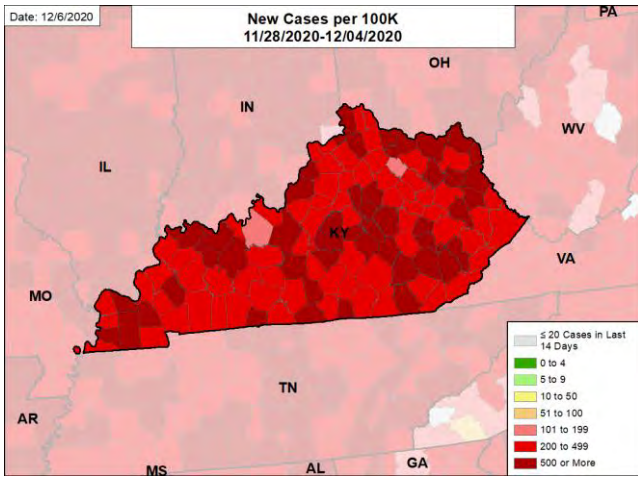 Date: 12/6/2020
New Cases per 100K
11/28/2020-12/04/2020
PA
OH
IN
WV
IL
KY
VA
MO
TN
AR
MS
AL
GA
≤ 20 Cases in Last
14 Days
0 to 4
5 to 9
10 to 50
51 to 100
101 to 199
200 to 499
500 or More